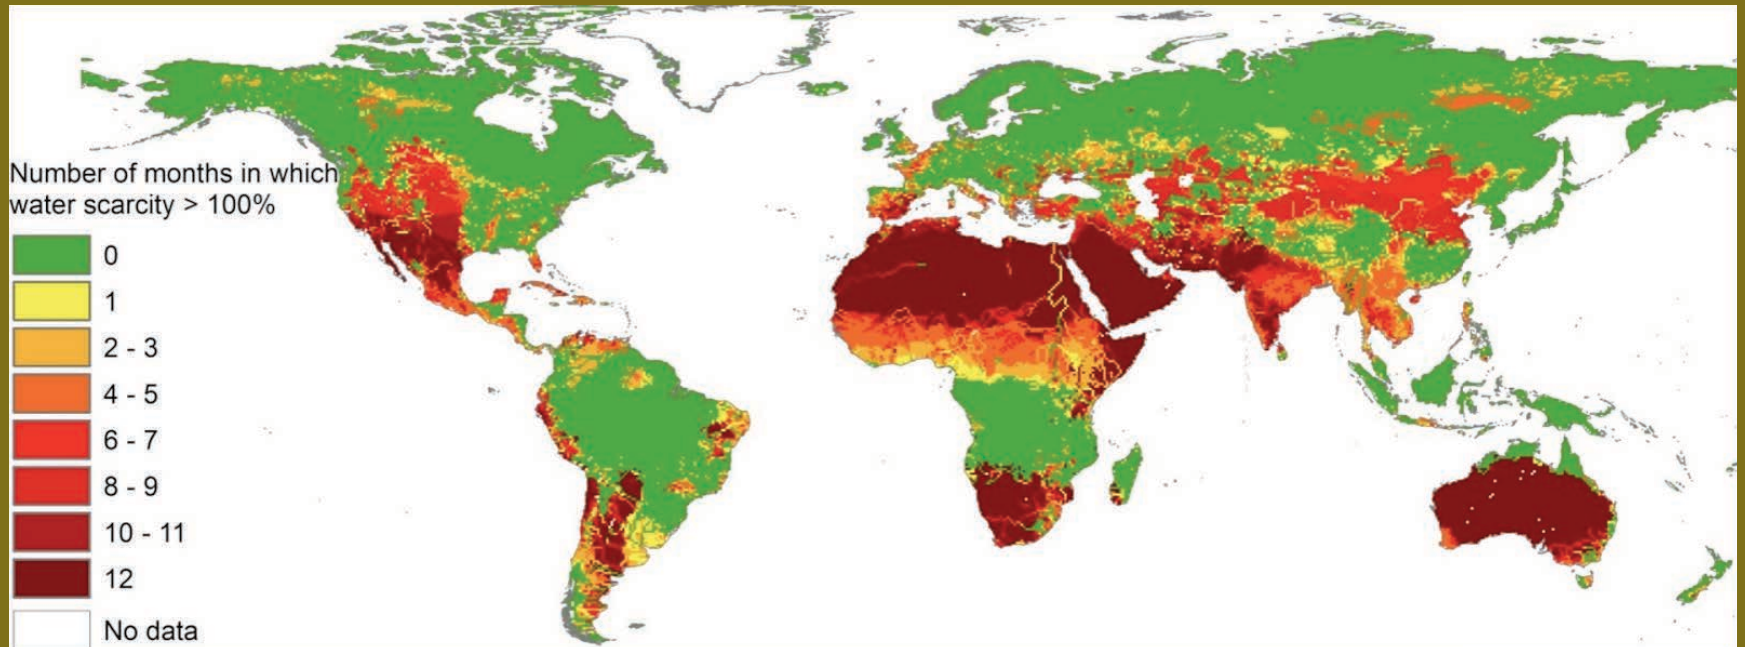 Number of months in which
water scarcity > 100%
0
1
2 - 3
4 - 5
6 - 7
8 - 9
10 - 11
12
No data